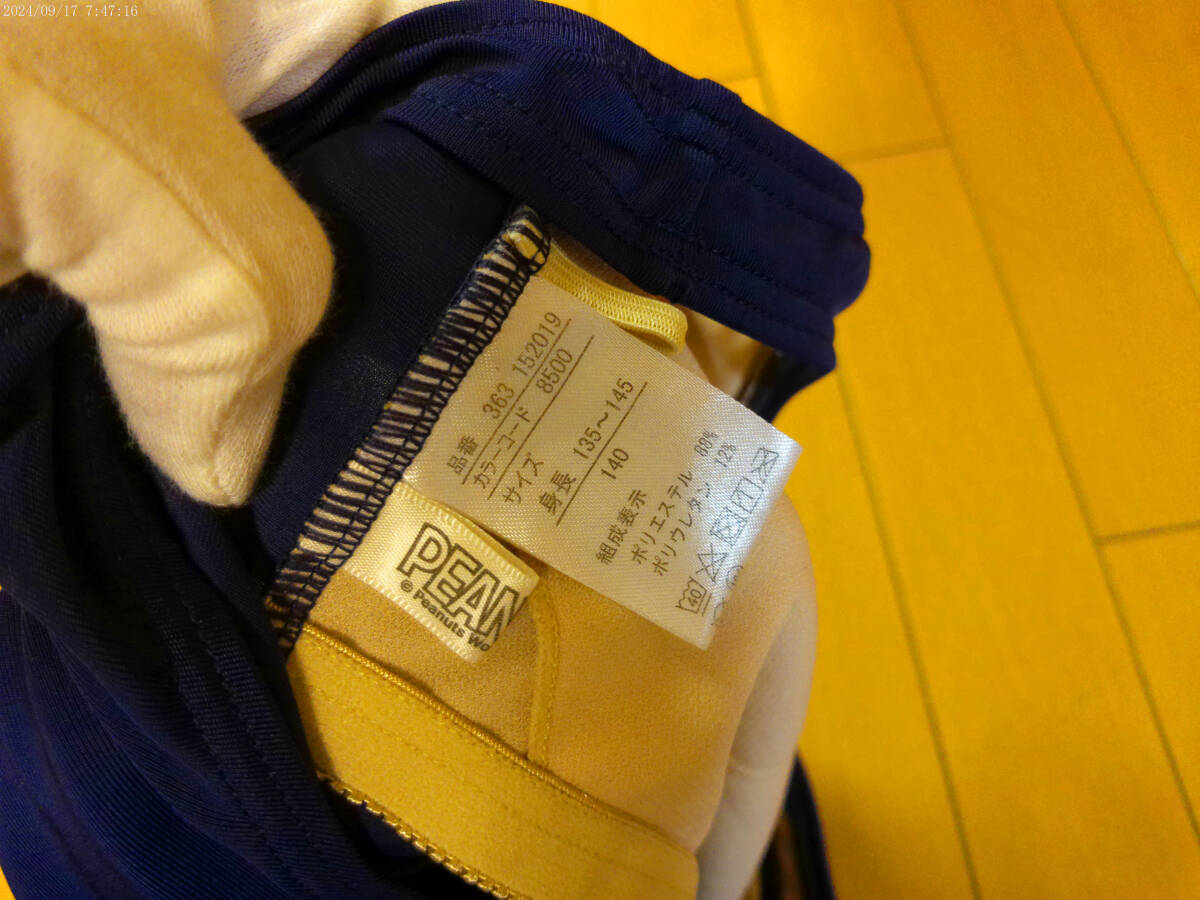 2024/09/17 7:47:16
品番 363 152019
カラーコード 8500
サイズ
身長 135~145
140
組成表示
ポリエステル 88%
ポリウレタン 12%
40
PEAN
© Peanuts Wo